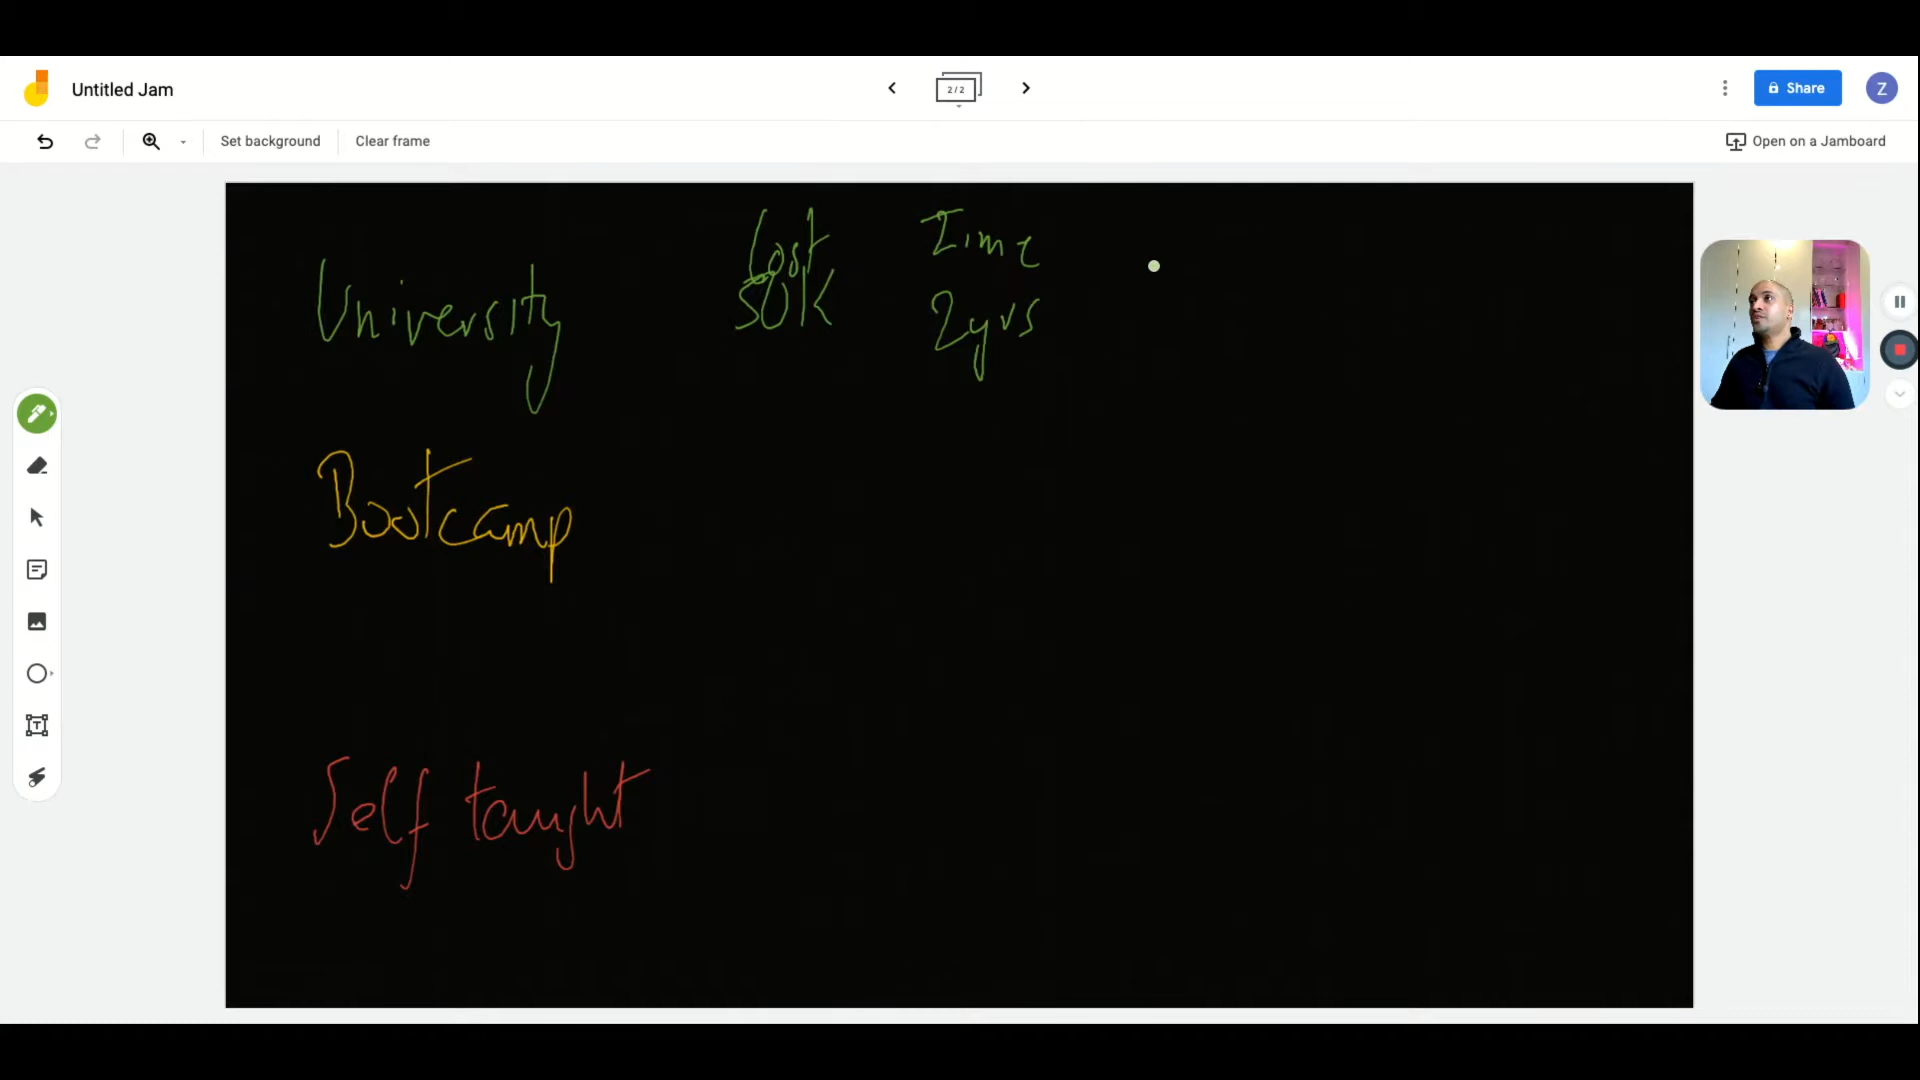 Untitled Jam
2 / 2
Share
Z
Set background
Clear frame
Open on a Jamboard
Cost
Time
University
50K
2yrs
Bootcamp
Self taught